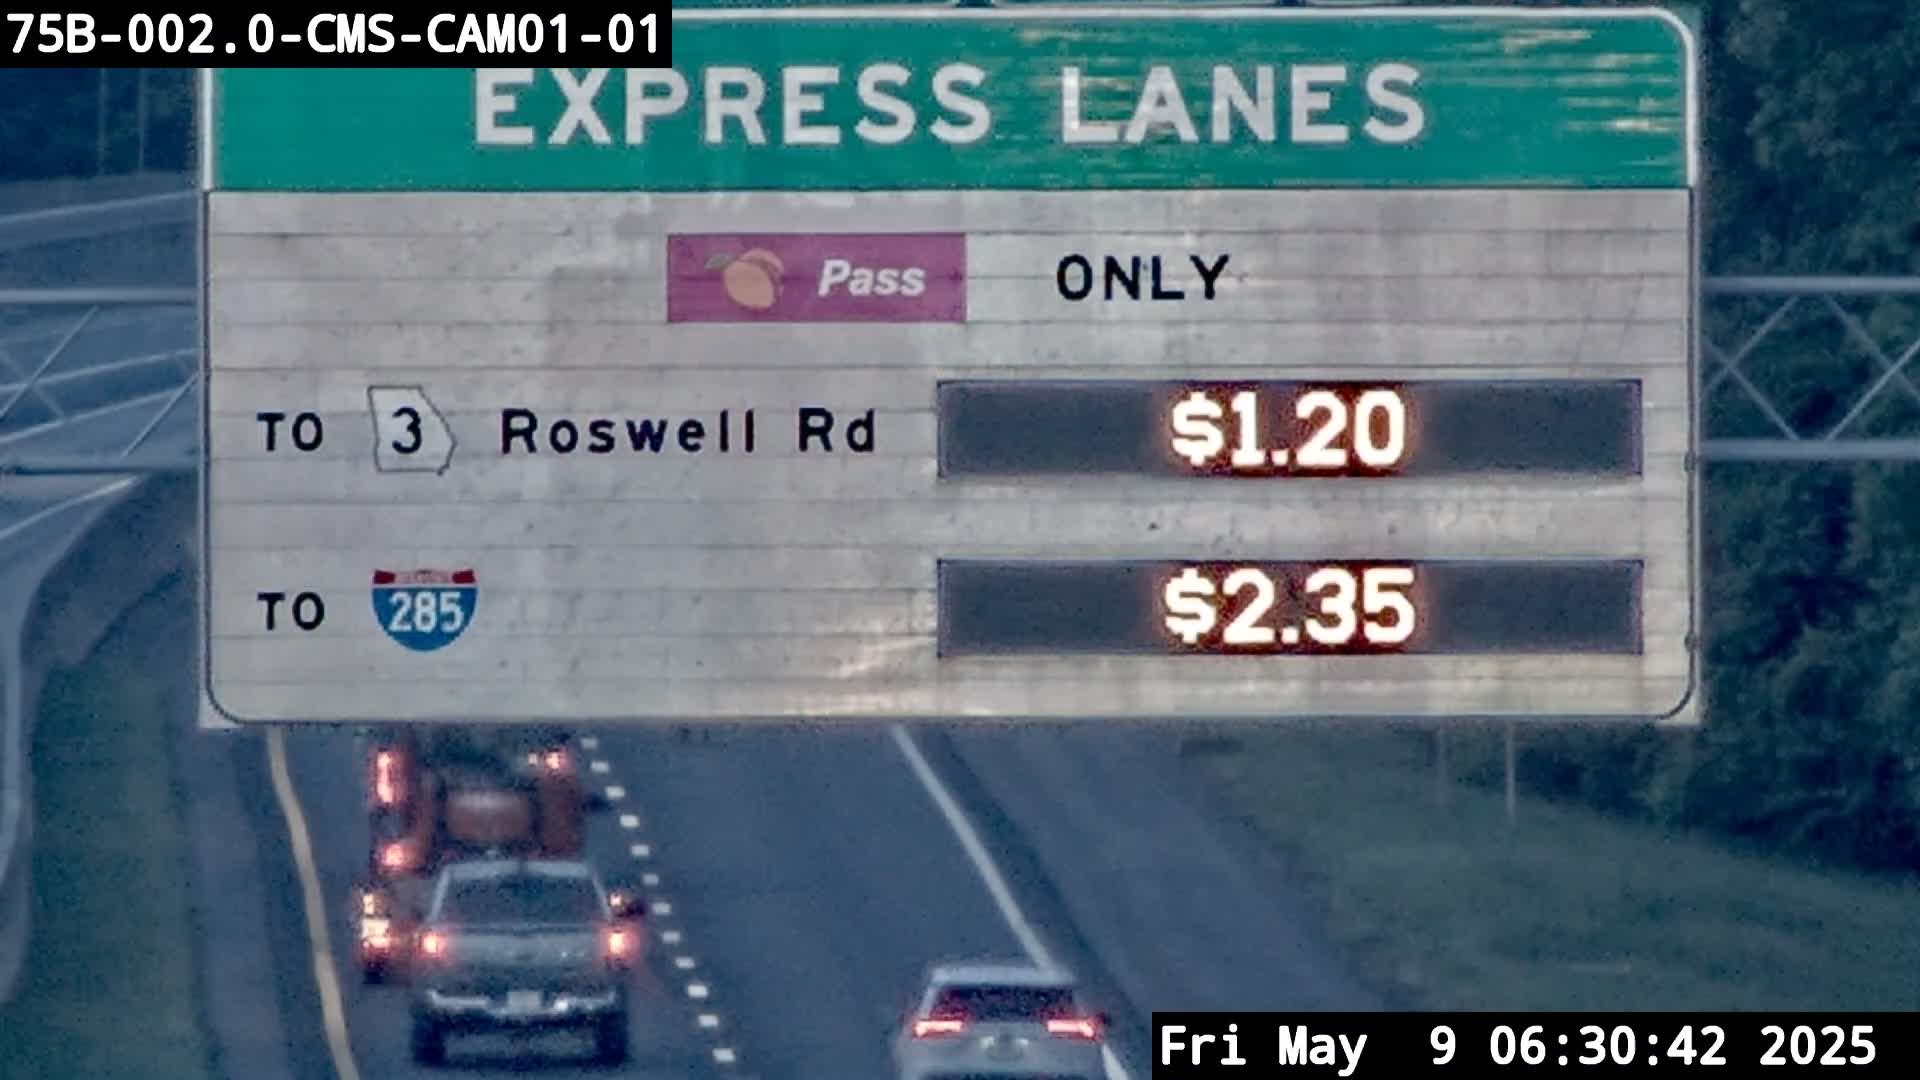 75B-002.0-CMS-CAM01-01
EXPRESS LANES
Pass ONLY
TO 3 Roswell Rd $1.20
TO 285 $2.35
Fri May 9 06:30:42 2025